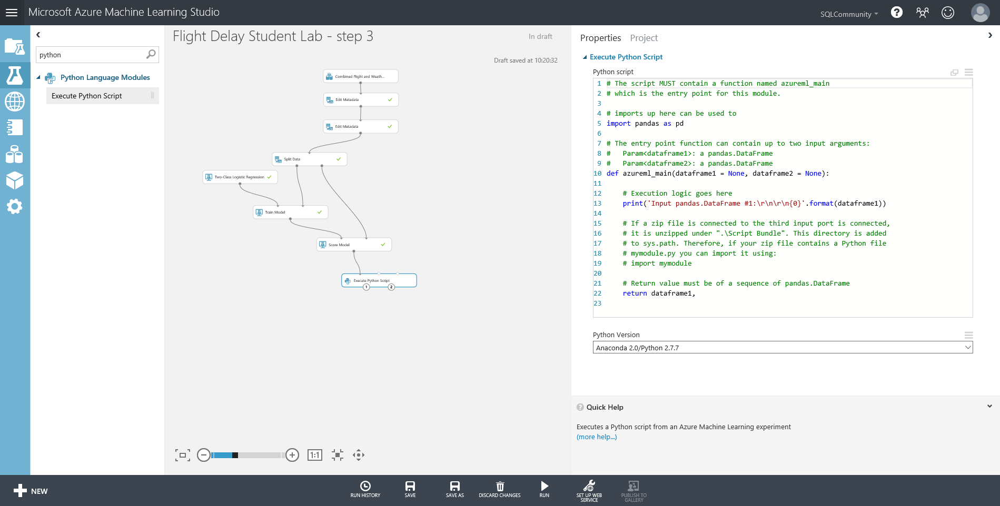 Microsoft Azure Machine Learning Studio
SQLCommunity
python
Python Language Modules
Execute Python Script
Flight Delay Student Lab - step 3
In draft
Draft saved at 10:20:32
Combined Flight and Weath...
Edit Metadata
Edit Metadata
Split Data
Two-Class Logistic Regression
Train Model
Score Model
Execute Python Script
1 2
1:1
Properties Project
Execute Python Script
Python script
1 # The script MUST contain a function named azureml_main
2 # which is the entry point for this module.
3
4 # imports up here can be used to
5 import pandas as pd
6
7 # The entry point function can contain up to two input arguments:
8 #   Param<dataframe1>: a pandas.DataFrame
9 #   Param<dataframe2>: a pandas.DataFrame
10 def azureml_main(dataframe1 = None, dataframe2 = None):
11
12     # Execution logic goes here
13     print('Input pandas.DataFrame #1:\r\n\r\n{0}'.format(dataframe1))
14
15     # If a zip file is connected to the third input port is connected,
16     # it is unzipped under ".\Script Bundle". This directory is added
17     # to sys.path. Therefore, if your zip file contains a Python file
18     # mymodule.py you can import it using:
19     # import mymodule
20
21     # Return value must be of a sequence of pandas.DataFrame
22     return dataframe1,
23
Python Version
Anaconda 2.0/Python 2.7.7
? Quick Help
Executes a Python script from an Azure Machine Learning experiment
(more help...)
NEW
RUN HISTORY
SAVE
SAVE AS
DISCARD CHANGES
RUN
SET UP WEB
SERVICE
PUBLISH TO
GALLERY